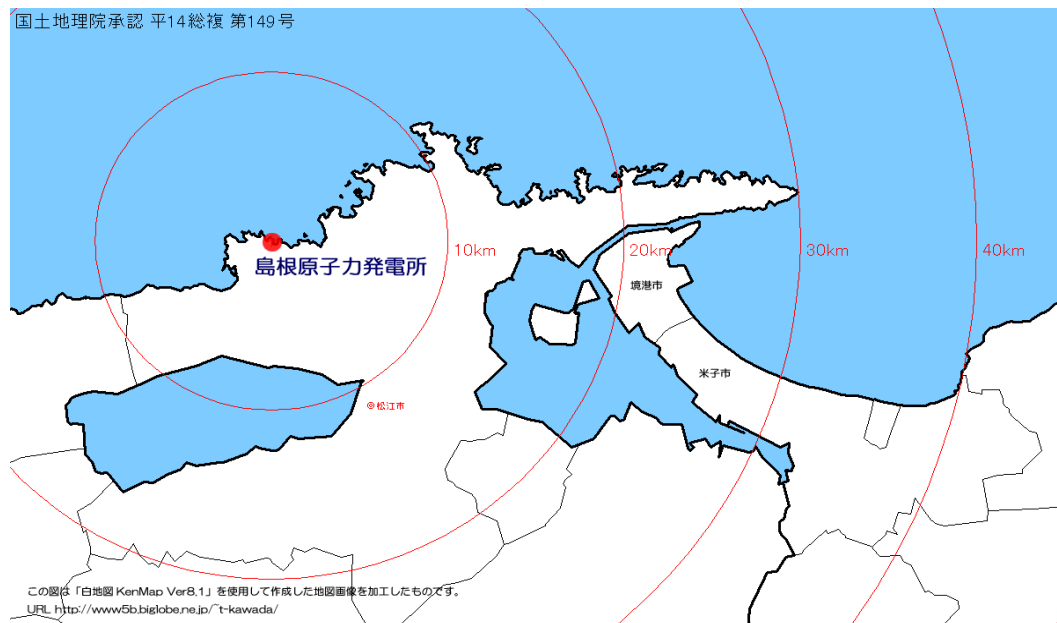 国土地理院承認 平14総複 第149号
10km
20km
30km
40km
島根原子力発電所
境港市
米子市
◎松江市
この図は「白地図 KenMap Ver8.1」を使用して作成した地図画像を加工したものです。
URL http://www5b.biglobe.ne.jp/~t-kawada/